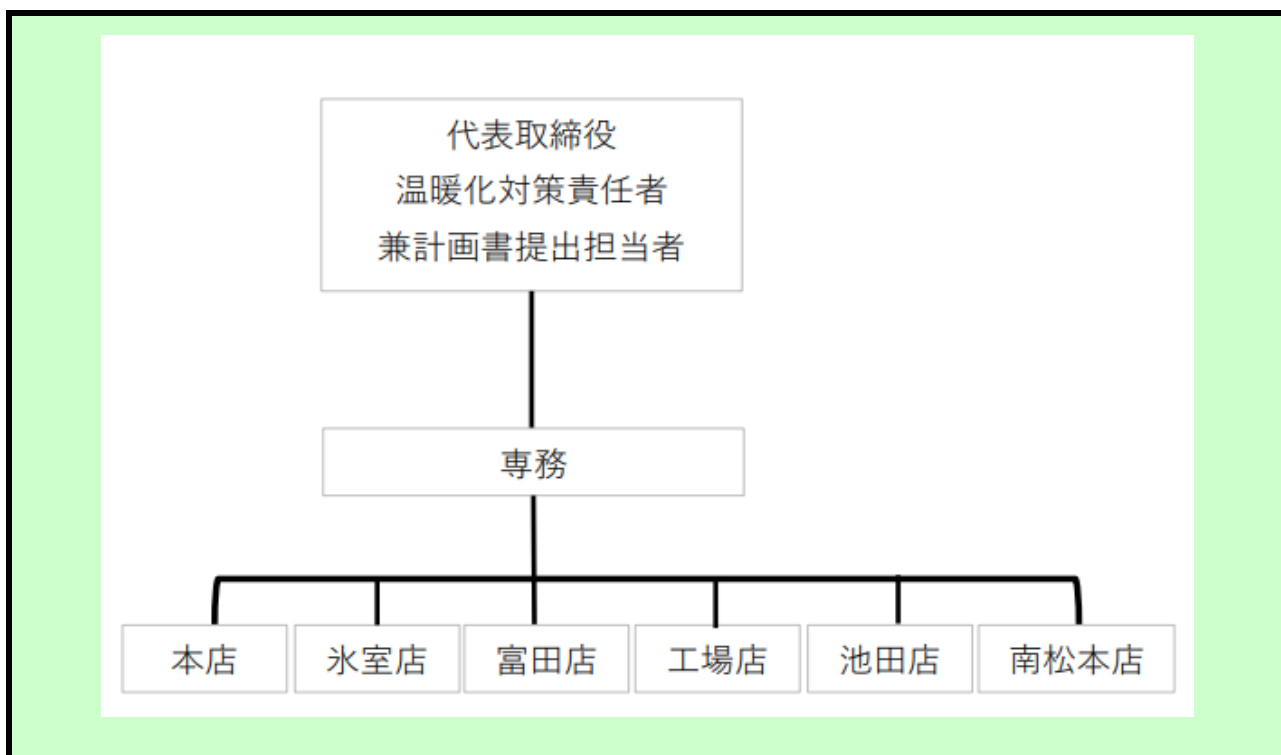 代表取締役
温暖化対策責任者
兼計画書提出担当者
専務
本店
氷室店
富田店
工場店
池田店
南松本店